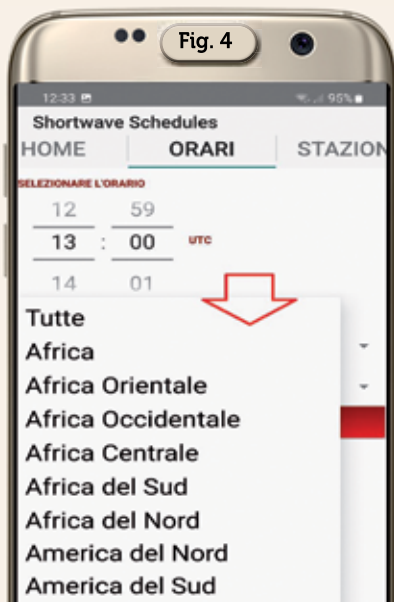 Fig. 4
12:33
95%
Shortwave Schedules
HOME ORARI STAZION
SELEZIONARE L'ORARIO
12 59
13 : 00 UTC
14 01
Tutte
Africa
Africa Orientale
Africa Occidentale
Africa Centrale
Africa del Sud
Africa del Nord
America del Nord
America del Sud